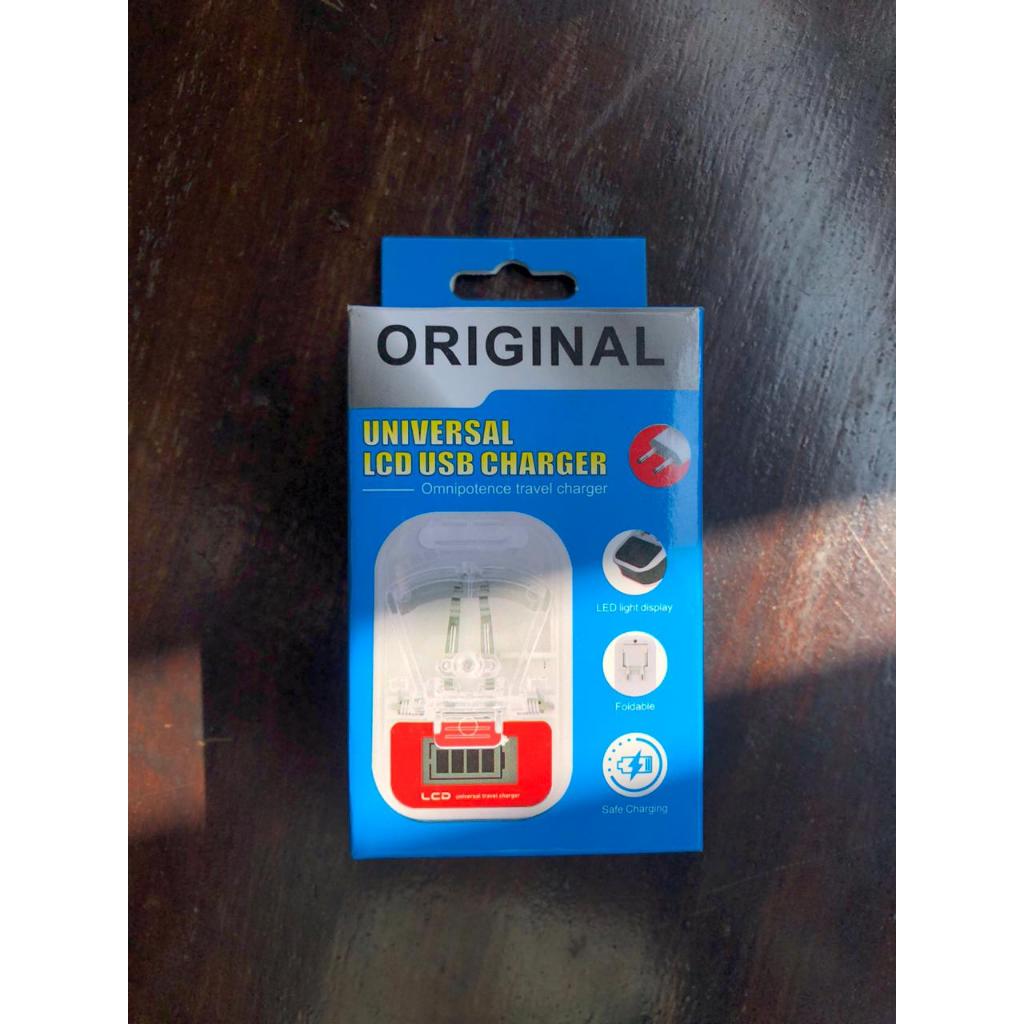 ORIGINAL
UNIVERSAL
LCD USB CHARGER
Omnipotence travel charger
LED light display
Foldable
LCD universal travel charger
Safe Charging